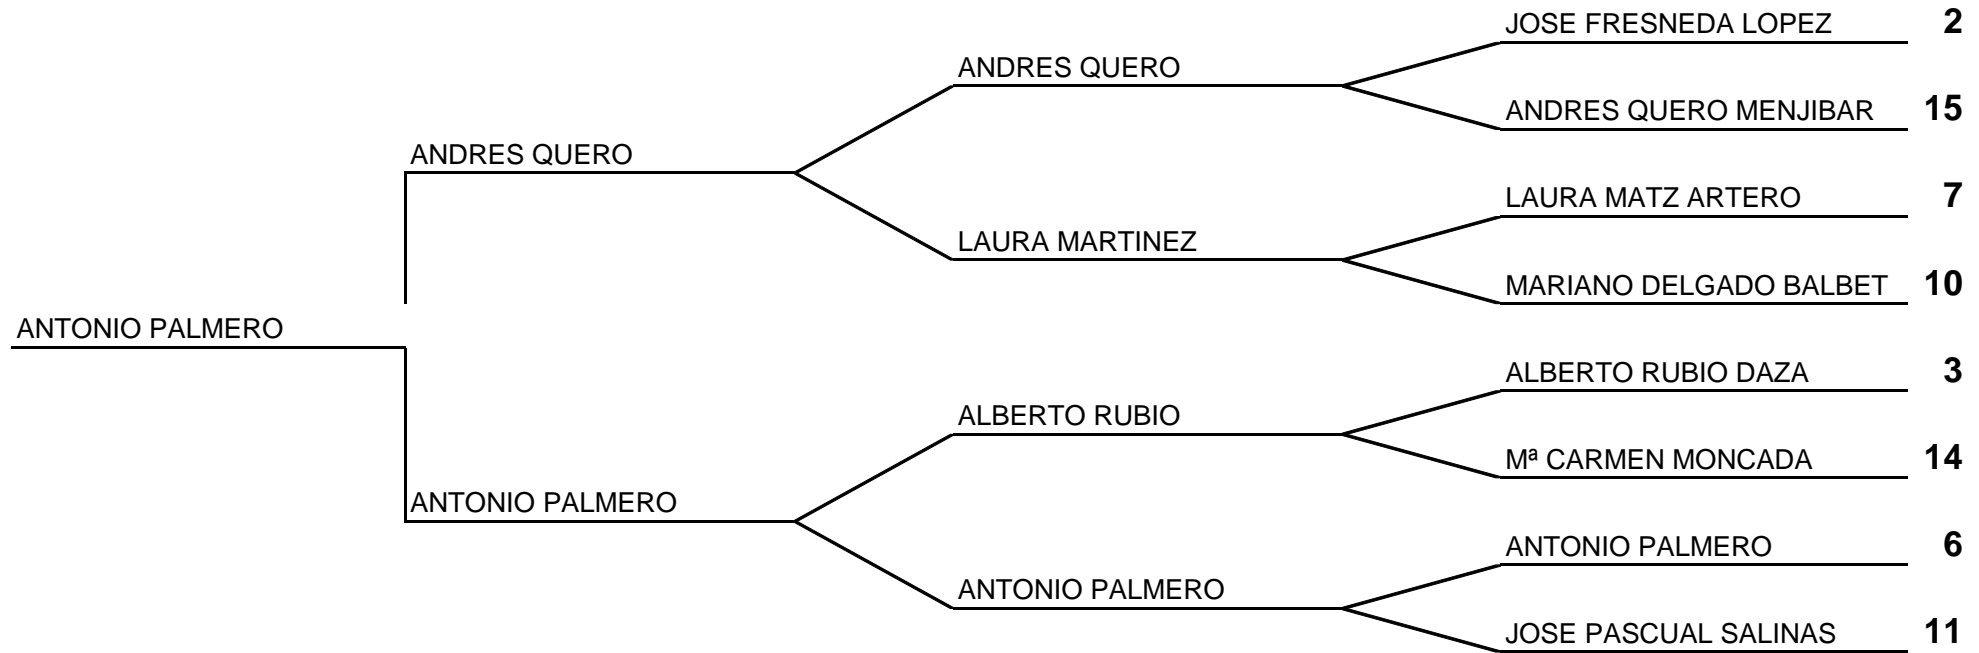 JOSE FRESNEDA LOPEZ 2
ANDRES QUERO
ANDRES QUERO MENJIBAR 15
ANDRES QUERO
LAURA MATZ ARTERO 7
LAURA MARTINEZ
MARIANO DELGADO BALBET 10
ANTONIO PALMERO
ALBERTO RUBIO DAZA 3
ALBERTO RUBIO
Mª CARMEN MONCADA 14
ANTONIO PALMERO
ANTONIO PALMERO 6
ANTONIO PALMERO
JOSE PASCUAL SALINAS 11